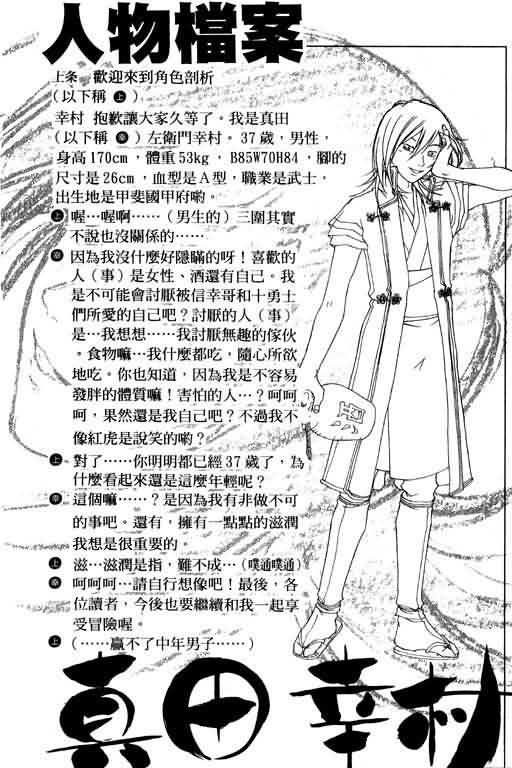 人物檔案
上条　歡迎來到角色剖析
(以下稱 上)
幸村　抱歉讓大家久等了。我是真田
(以下稱 幸) 左衛門幸村。37歲，男性，
身高170cm，體重53kg，B85W70H84，腳的
尺寸是26cm，血型是A型，職業是武士，
出生地是甲斐國甲府喲。
上 喔…喔啊……（男生的）三圍其實
不說也沒關係的……
幸 因為我沒什麼好隱瞞的呀！喜歡的
人（事）是女性、酒還有自己。我
是不可能會討厭被信幸哥和十勇士
們所愛的自己吧？討厭的人（事）
是…我想想……我討厭無趣的傢伙
。食物嘛…我什麼都吃，隨心所欲
地吃。你也知道，因為我是不容易
發胖的體質嘛！害怕的人…？呵呵
呵，果然還是我自己吧？不過我不
像紅虎是說笑的喲？
上 對了……你明明都已經37歲了，為
什麼看起來還是這麼年輕呢？
幸 這個嘛……？是因為我有非做不可
的事吧。還有，擁有一點點的滋潤
我想是很重要的
上 滋…滋潤是指，難不成…（噗通噗通）
幸 呵呵呵…請自行想像吧！最後，各
位讀者，今後也要繼續和我一起享
受冒險喔。
上 （……贏不了中年男子……）
真田幸村